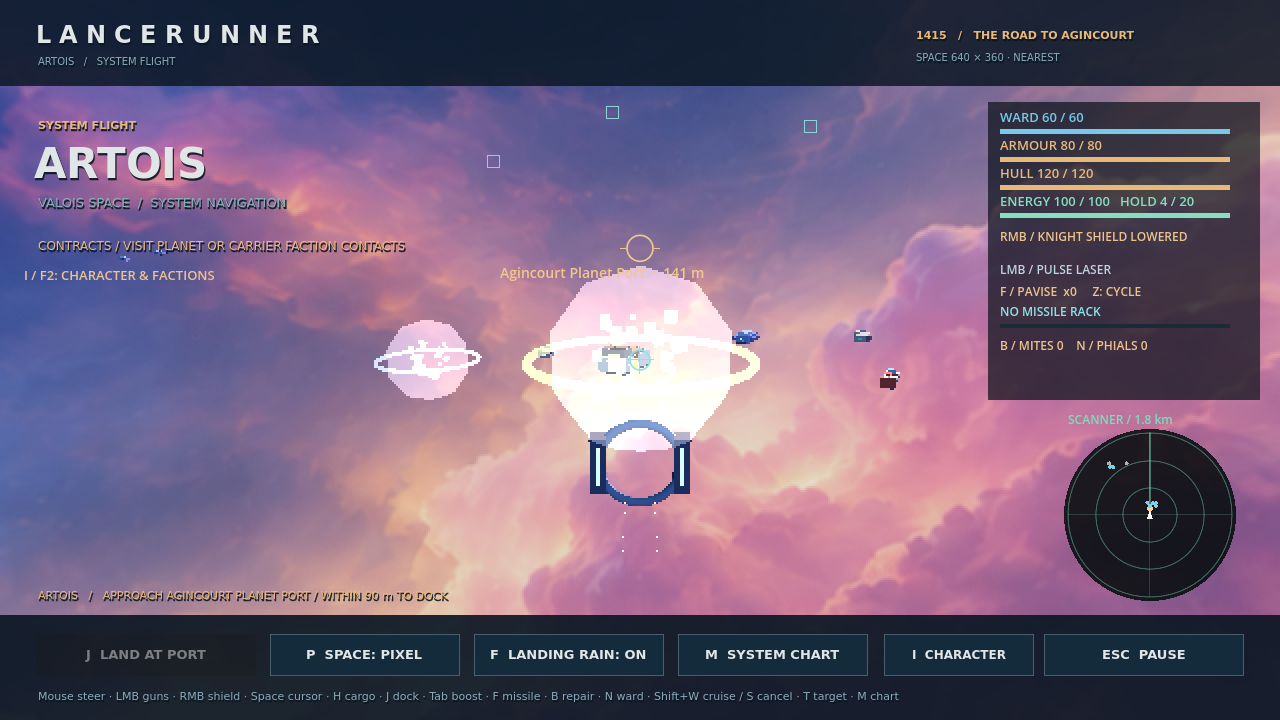 LANCERUNNER
ARTOIS / SYSTEM FLIGHT
1415 / THE ROAD TO AGINCOURT
SPACE 640 × 360 · NEAREST
SYSTEM FLIGHT
ARTOIS
VALOIS SPACE / SYSTEM NAVIGATION
CONTRACTS / VISIT PLANET OR CARRIER FACTION CONTACTS
I / F2: CHARACTER & FACTIONS
Agincourt Planet 141 m
WARD 60 / 60
ARMOUR 80 / 80
HULL 120 / 120
ENERGY 100 / 100 HOLD 4 / 20
RMB / KNIGHT SHIELD LOWERED
LMB / PULSE LASER
F / PAVISE x0 Z: CYCLE
NO MISSILE RACK
B / MITES 0 N / PHIALS 0
SCANNER / 1.8 km
ARTOIS / APPROACH AGINCOURT PLANET PORT / WITHIN 90 m TO DOCK
J LAND AT PORT
P SPACE: PIXEL
F LANDING RAIN: ON
M SYSTEM CHART
I CHARACTER
ESC PAUSE
Mouse steer · LMB guns · RMB shield · Space cursor · H cargo · J dock · Tab boost · F missile · B repair · N ward · Shift+W cruise / S cancel · T target · M chart